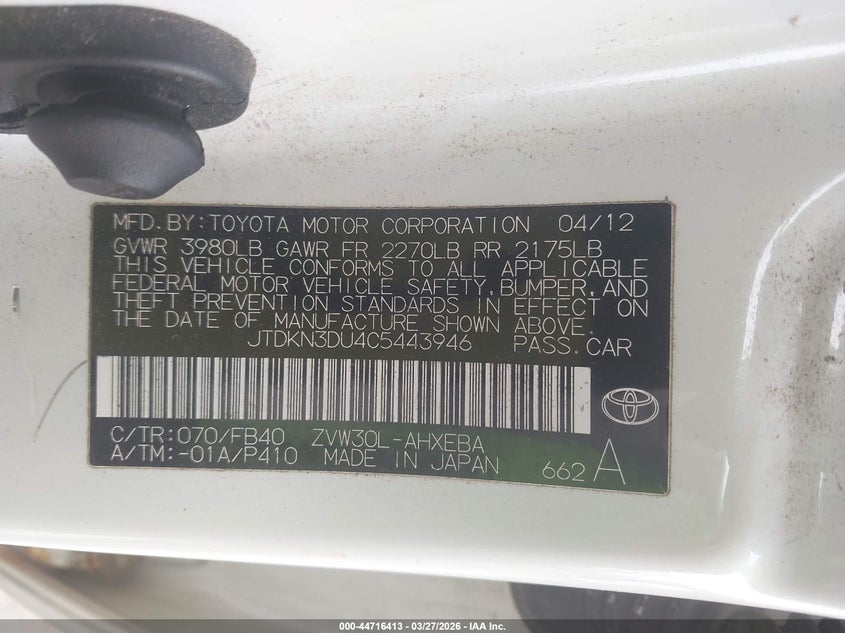 MFD. BY: TOYOTA MOTOR CORPORATION 04/12
GVWR 3980LB GAWR FR 2270LB RR 2175LB
THIS VEHICLE CONFORMS TO ALL APPLICABLE
FEDERAL MOTOR VEHICLE SAFETY, BUMPER, AND
THEFT PREVENTION STANDARDS IN EFFECT ON
THE DATE OF MANUFACTURE SHOWN ABOVE.
JTDKN3DU4C5443946 PASS. CAR
C/TR: 070/FB40 ZVW30L-AHXEBA
A/TM: -01A/P410 MADE IN JAPAN
662 A
000-44716413 - 03/27/2026 - IAA Inc.